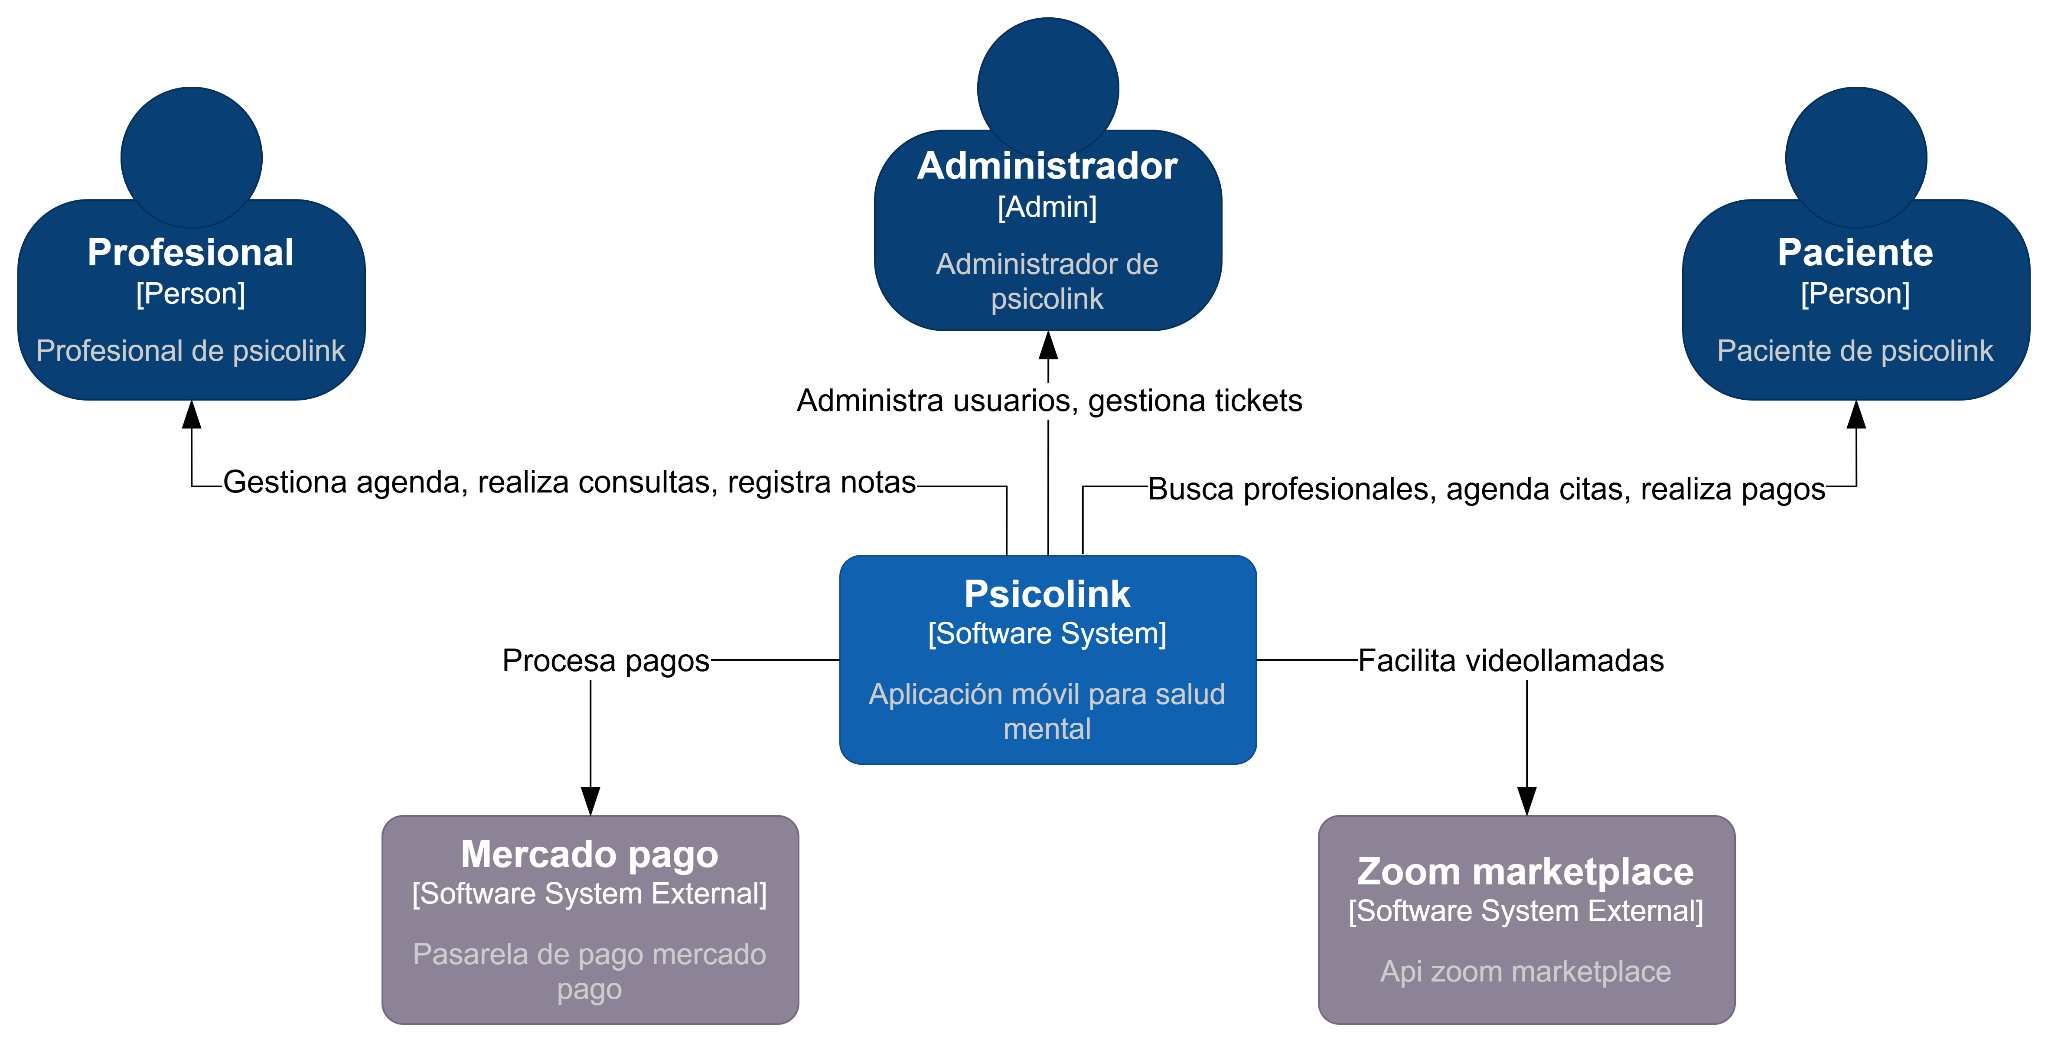 Administrador
[Admin]
Administrador de
psicolink
Profesional
[Person]
Profesional de psicolink
Paciente
[Person]
Paciente de psicolink
Administra usuarios, gestiona tickets
Gestiona agenda, realiza consultas, registra notas
Busca profesionales, agenda citas, realiza pagos
Psicolink
[Software System]
Aplicación móvil para salud
mental
Procesa pagos
Facilita videollamadas
Mercado pago
[Software System External]
Pasarela de pago mercado
pago
Zoom marketplace
[Software System External]
Api zoom marketplace